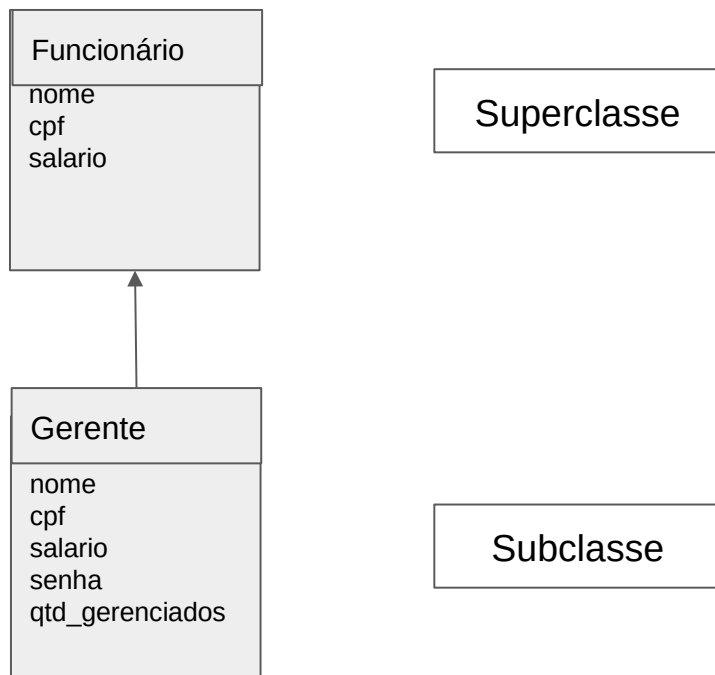 Funcionário
nome
cpf
salario
Superclasse
Gerente
nome
cpf
salario
senha
qtd_gerenciados
Subclasse